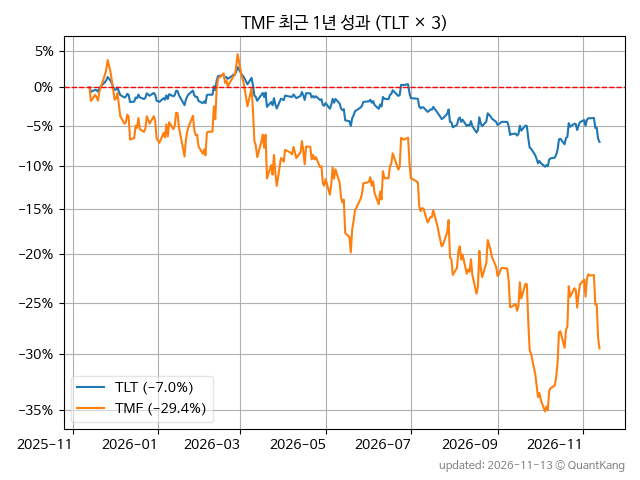 TMF 최근 1년 성과 (TLT × 3)
5%
0%
−5%
−10%
−15%
−20%
−25%
−30%
−35%
TLT (−7.0%)
TMF (−29.4%)
2025−11 2026−01 2026−03 2026−05 2026−07 2026−09 2026−11
updated: 2026−11−13 © QuantKang